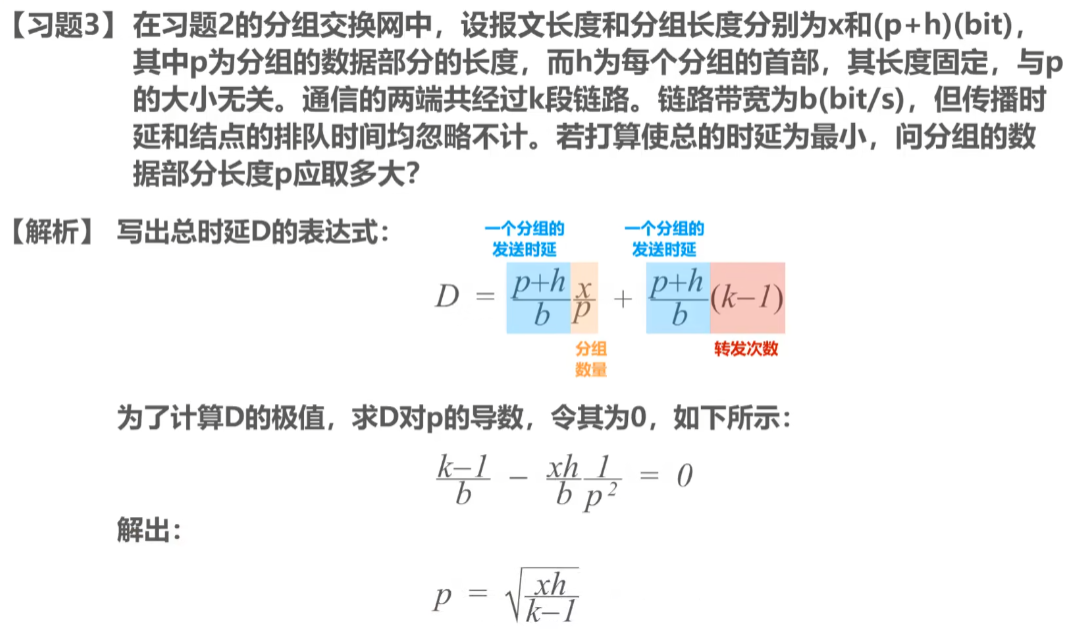 【习题3】在习题2的分组交换网中，设报文长度和分组长度分别为x和(p+h)(bit)，
其中p为分组的数据部分的长度，而h为每个分组的首部，其长度固定，与p
的大小无关。通信的两端共经过k段链路。链路带宽为b(bit/s)，但传播时
延和结点的排队时间均忽略不计。若打算使总的时延为最小，问分组的数
据部分长度p应取多大？
【解析】写出总时延D的表达式：
一个分组的 一个分组的
发送时延 发送时延
D = \frac{p+h}{b}\frac{x}{p} + \frac{p+h}{b}(k-1)
分组 转发次数
数量
为了计算D的极值，求D对p的导数，令其为0，如下所示：
\frac{k-1}{b} - \frac{xh}{b}\frac{1}{p^2} = 0
解出：
p = \sqrt{\frac{xh}{k-1}}